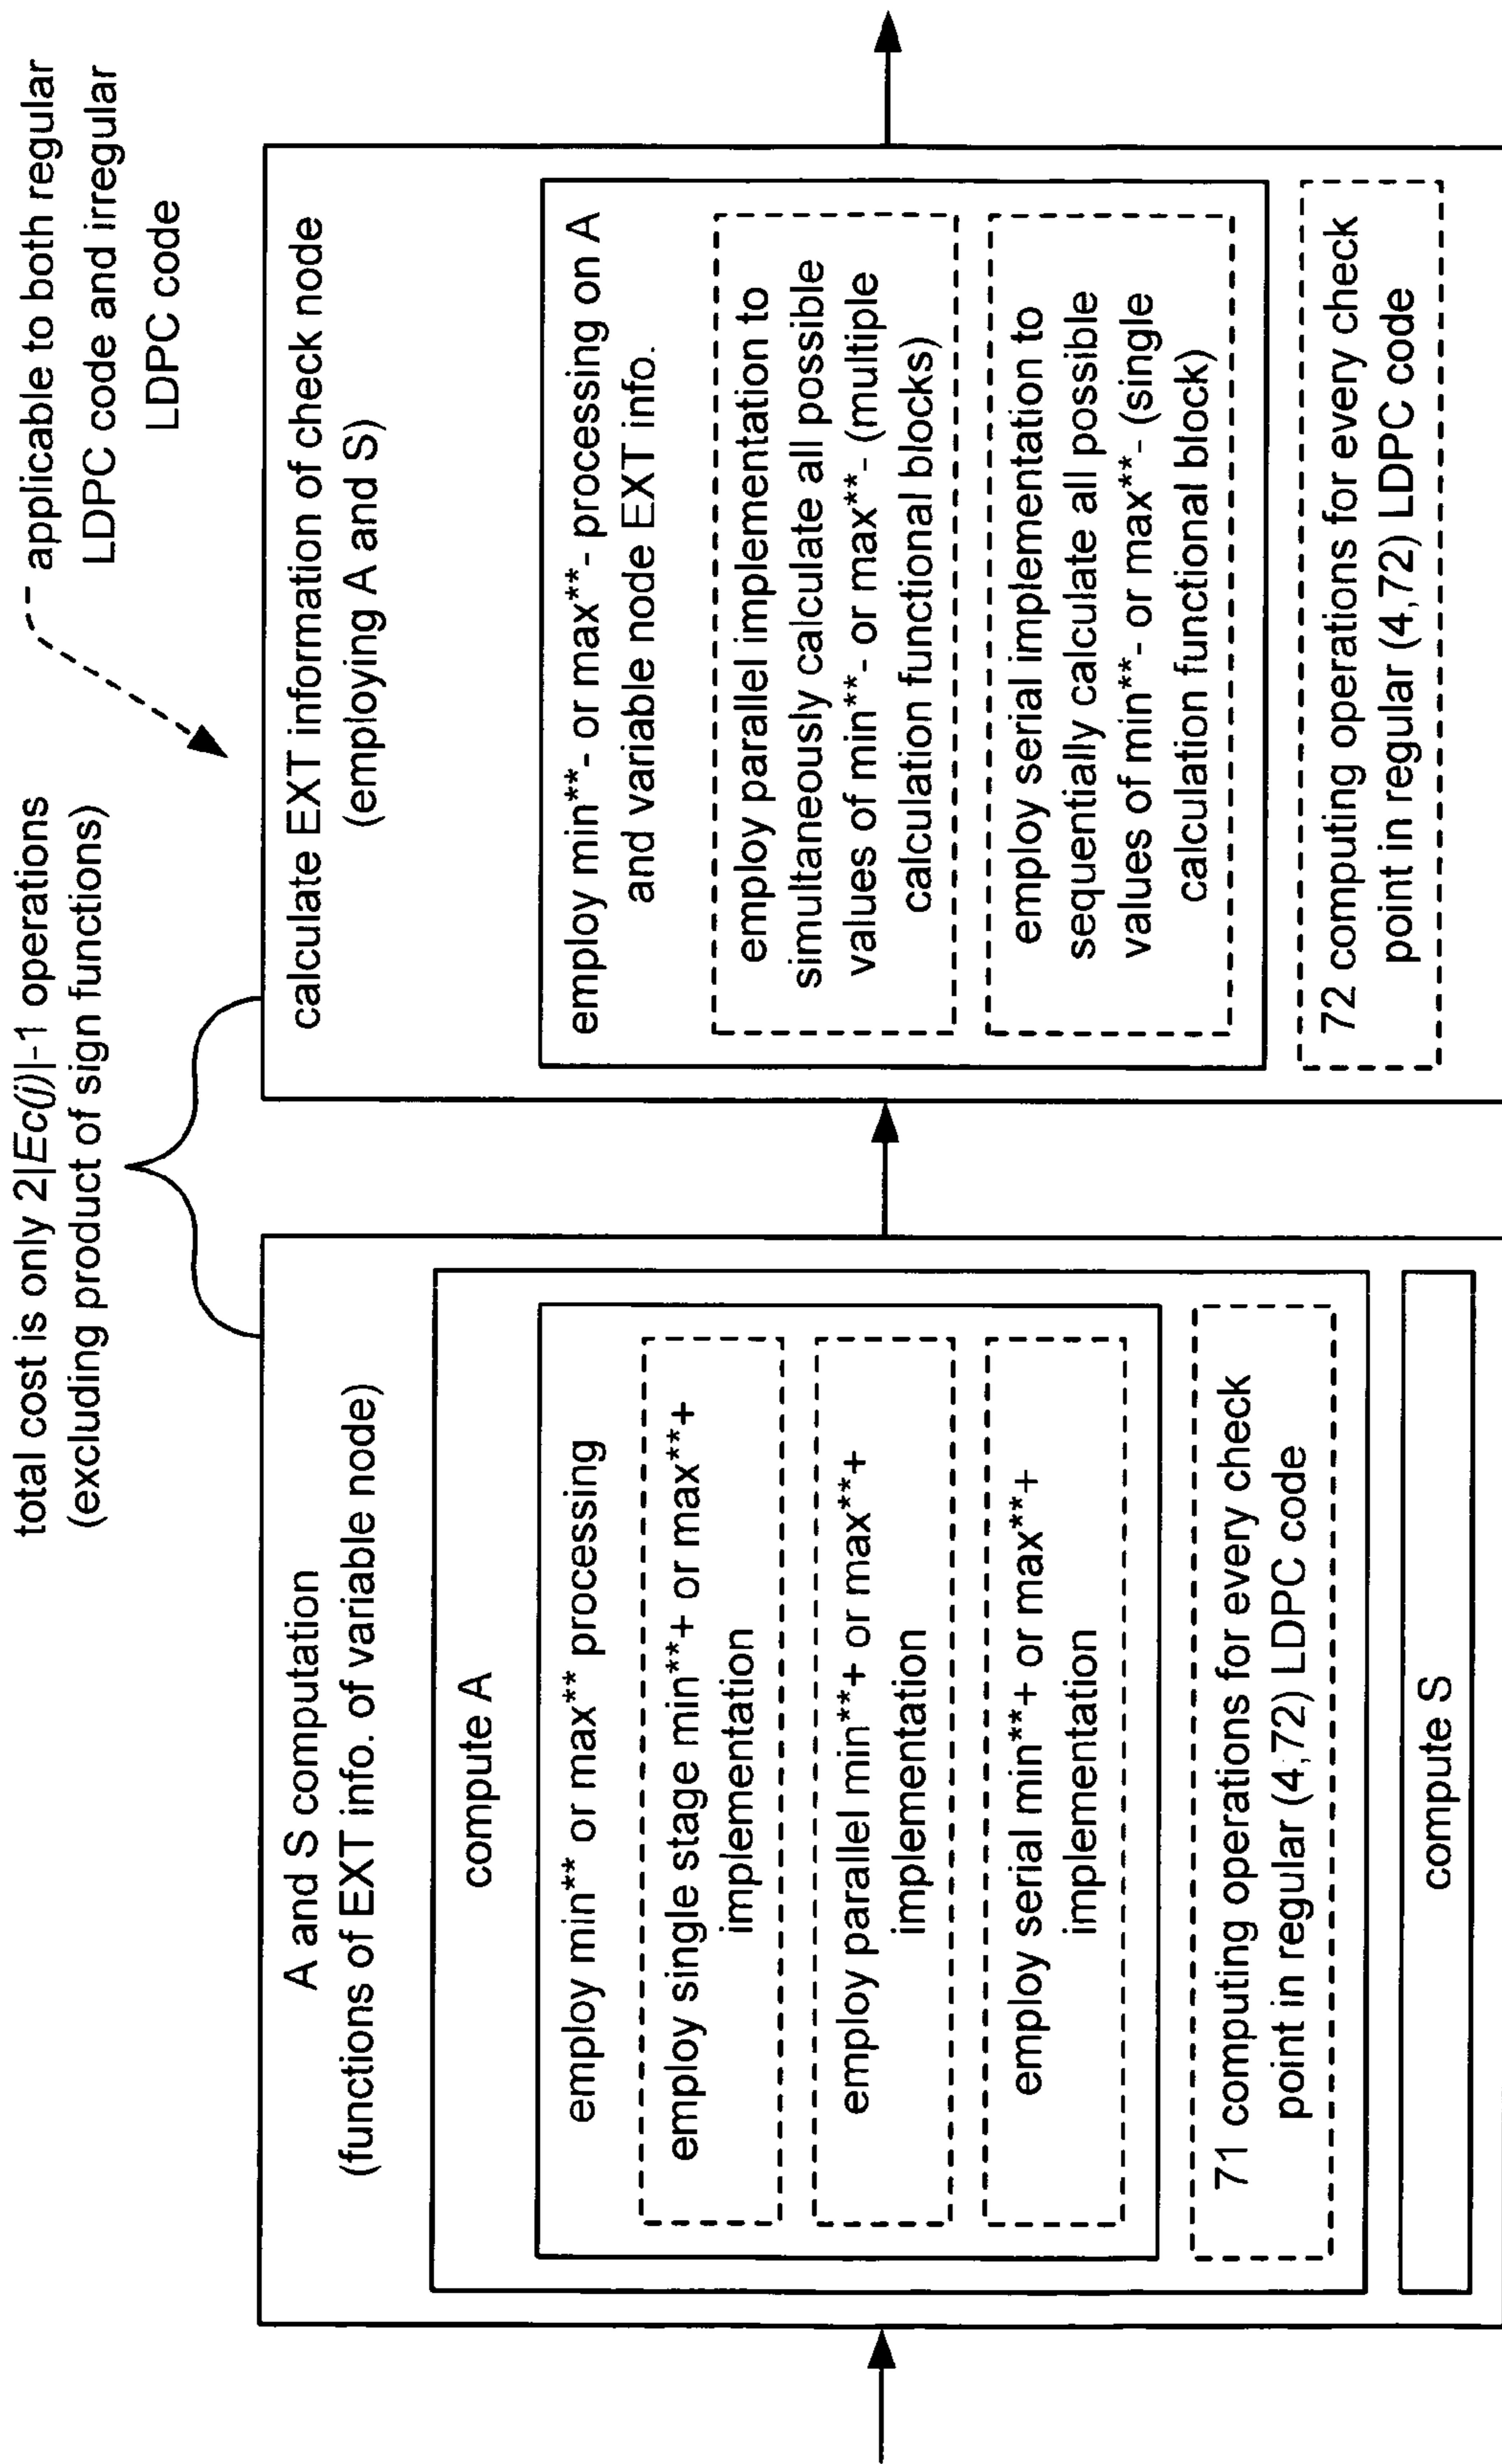 total cost is only 2|Ec(j)|-1 operations
(excluding product of sign functions)
applicable to both regular
LDPC code and irregular
LDPC code
A and S computation
(functions of EXT info. of variable node)
compute A
employ min** or max** processing
employ single stage min**+ or max**+
implementation
employ parallel min**+ or max**+
implementation
employ serial min**+ or max**+
implementation
71 computing operations for every check
point in regular (4,72) LDPC code
compute S
calculate EXT information of check node
(employing A and S)
employ min**- or max**- processing on A
and variable node EXT info.
employ parallel implementation to
simultaneously calculate all possible
values of min**- or max**- (multiple
calculation functional blocks)
employ serial implementation to
sequentially calculate all possible
values of min**- or max**- (single
calculation functional block)
72 computing operations for every check
point in regular (4,72) LDPC code